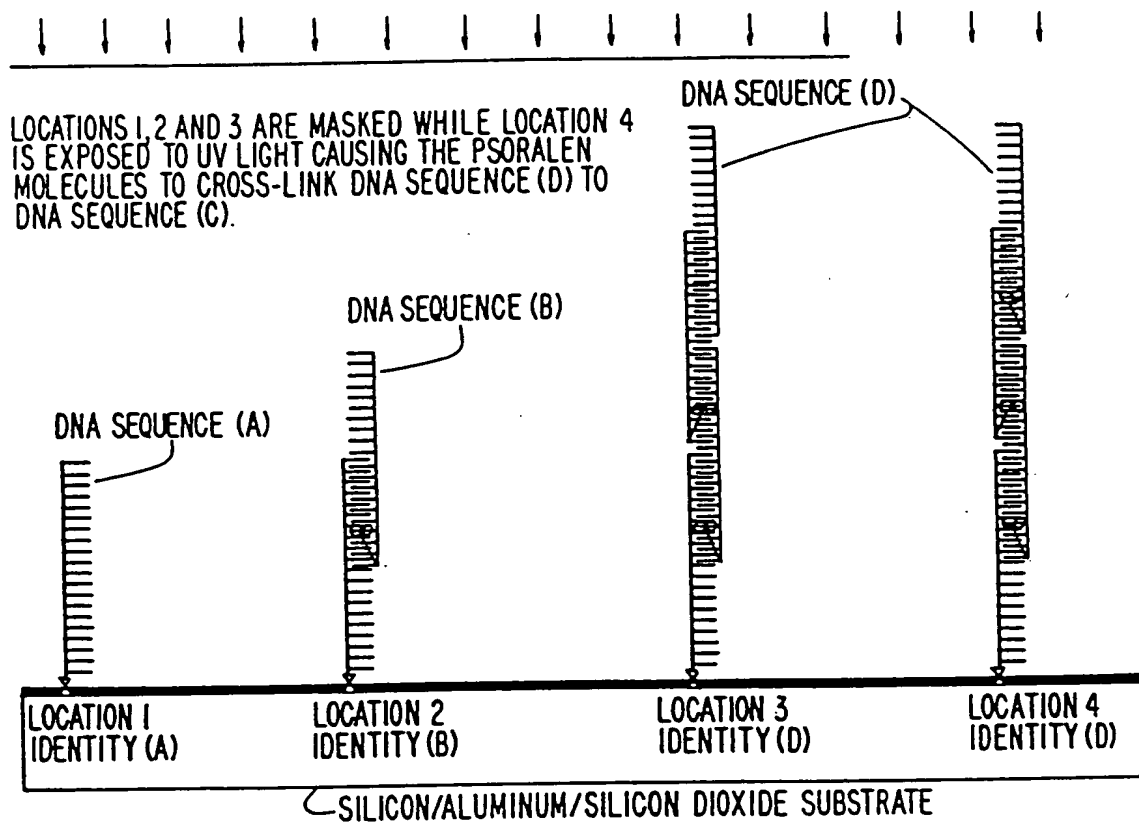 DNA SEQUENCE (D)
LOCATIONS 1, 2 AND 3 ARE MASKED WHILE LOCATION 4
IS EXPOSED TO UV LIGHT CAUSING THE PSORALEN
MOLECULES TO CROSS-LINK DNA SEQUENCE (D) TO
DNA SEQUENCE (C).
DNA SEQUENCE (B)
DNA SEQUENCE (A)
LOCATION 1
IDENTITY (A)
LOCATION 2
IDENTITY (B)
LOCATION 3
IDENTITY (D)
LOCATION 4
IDENTITY (D)
SILICON/ALUMINUM/SILICON DIOXIDE SUBSTRATE